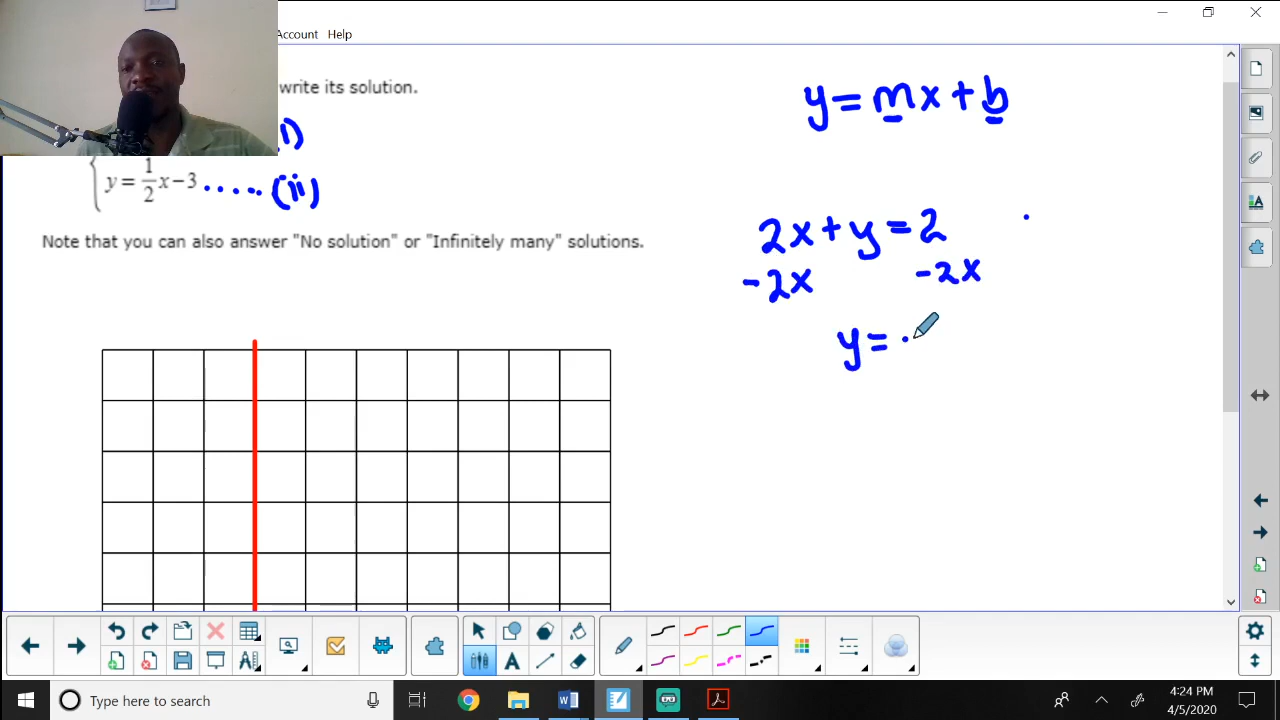 Account Help
write its solution.
y = mx + b
(i)
y = 1/2 x - 3 ..... (ii)
2x + y = 2
-2x -2x
Note that you can also answer "No solution" or "Infinitely many" solutions.
y =
A
Type here to search
4:24 PM
4/5/2020